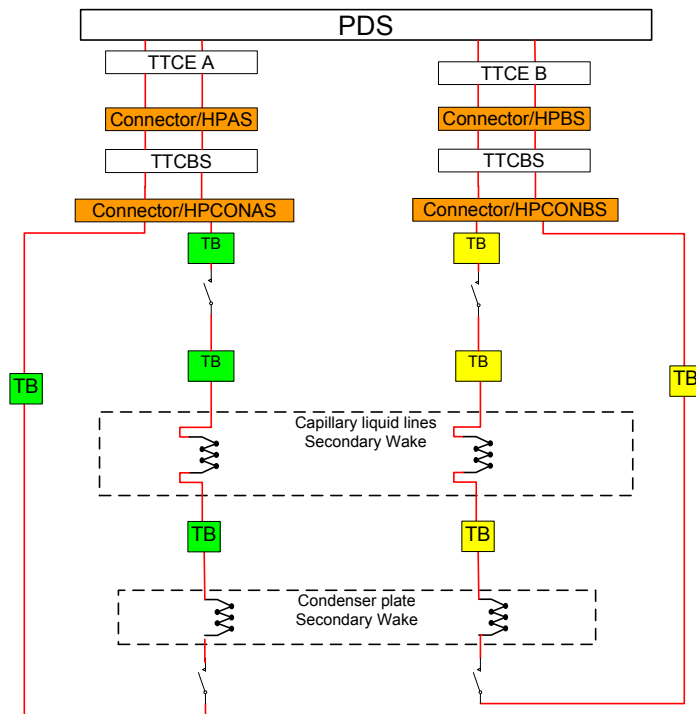 PDS
TTCE A
TTCE B
Connector/HPAS
Connector/HPBS
TTCBS
TTCBS
Connector/HPCONAS
Connector/HPCONBS
TB
TB
TB
TB
TB
TB
Capillary liquid lines
Secondary Wake
TB
TB
Condenser plate
Secondary Wake